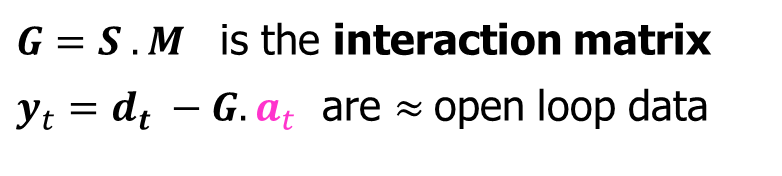 G = S . M is the interaction matrix
yₜ = dₜ − G. aₜ are ≈ open loop data